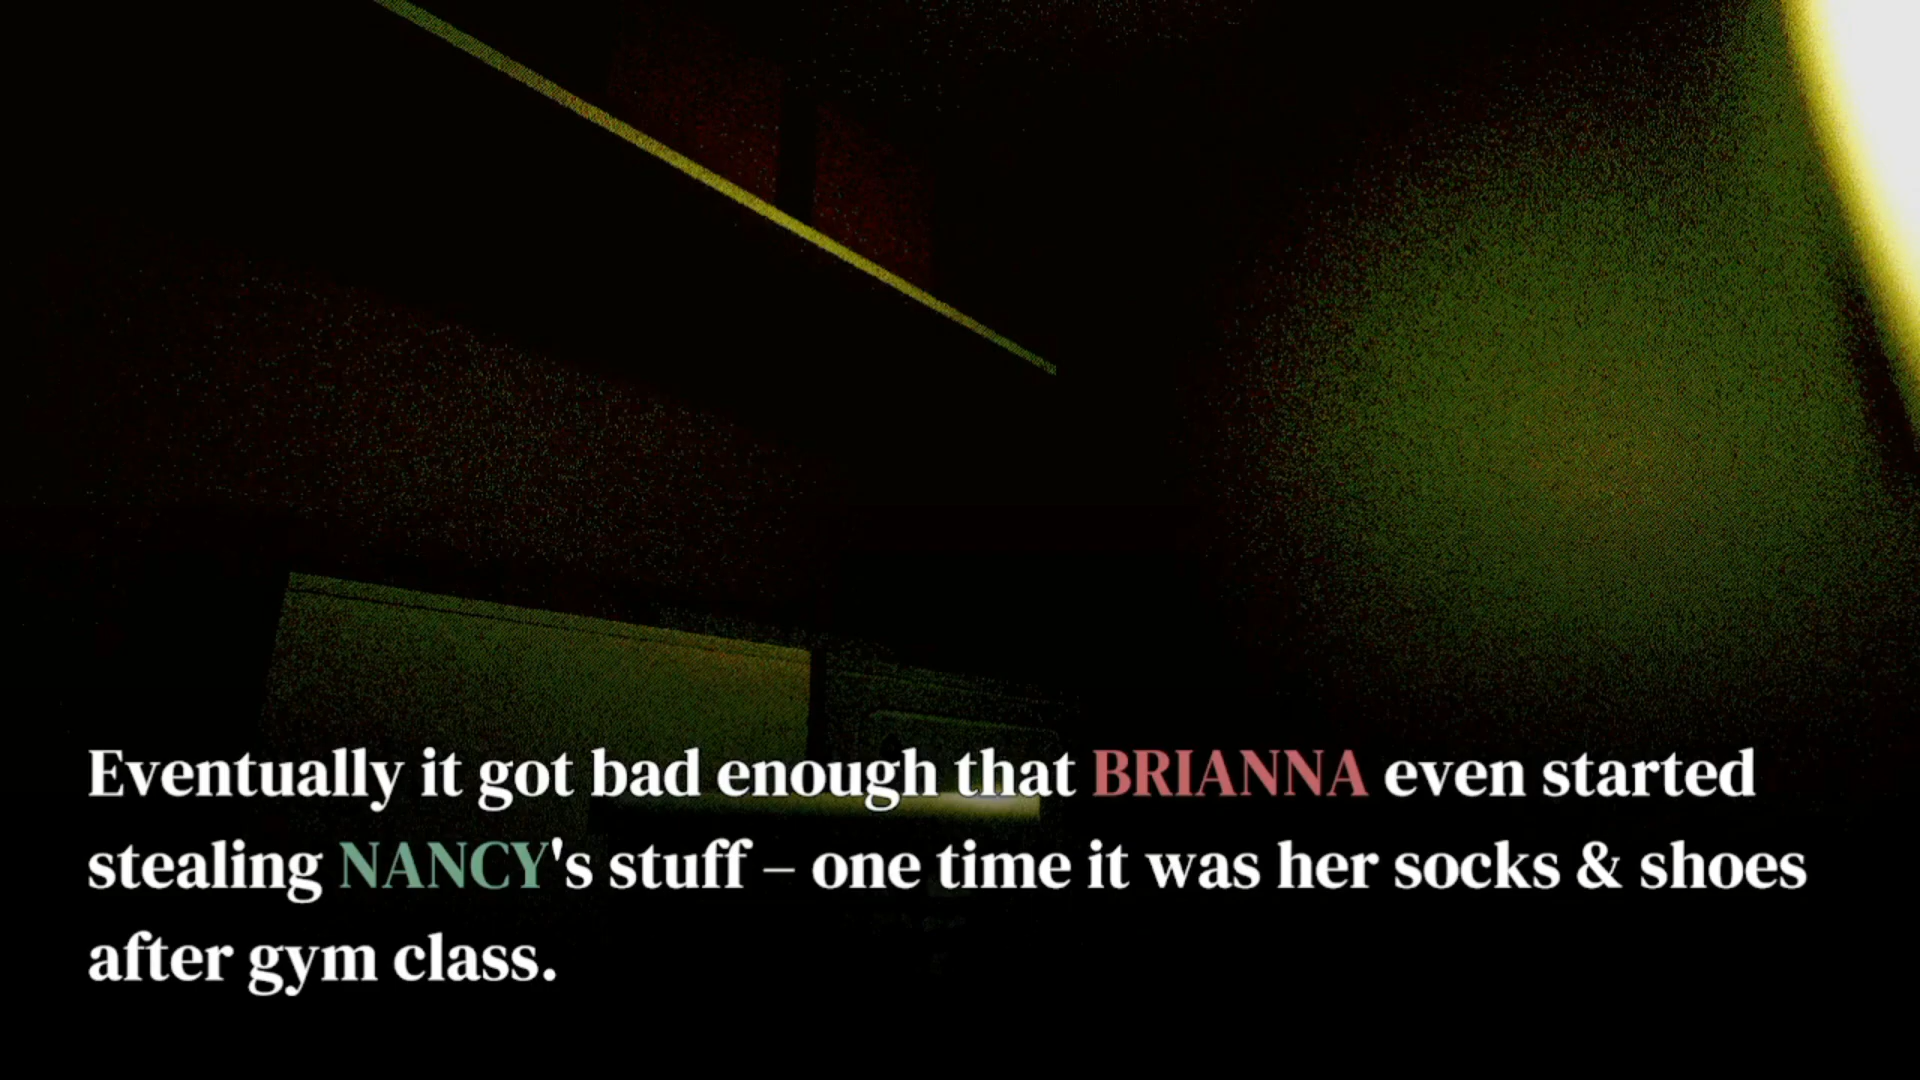 Eventually it got bad enough that BRIANNA even started
stealing NANCY's stuff – one time it was her socks & shoes
after gym class.